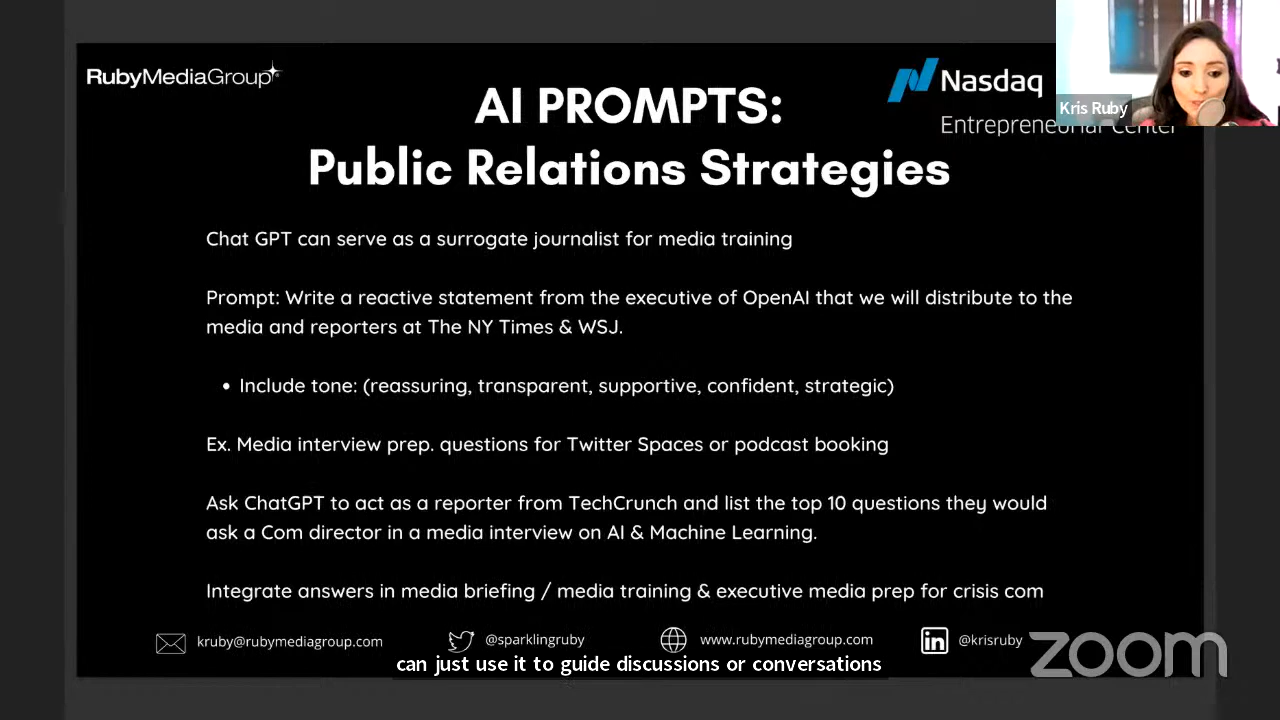 RubyMediaGroup
Nasdaq
Entrepreneurial Center
Kris Ruby
AI PROMPTS:
Public Relations Strategies
Chat GPT can serve as a surrogate journalist for media training
Prompt: Write a reactive statement from the executive of OpenAI that we will distribute to the
media and reporters at The NY Times & WSJ.
• Include tone: (reassuring, transparent, supportive, confident, strategic)
Ex. Media interview prep. questions for Twitter Spaces or podcast booking
Ask ChatGPT to act as a reporter from TechCrunch and list the top 10 questions they would
ask a Com director in a media interview on AI & Machine Learning.
Integrate answers in media briefing / media training & executive media prep for crisis com
kruby@rubymediagroup.com
@sparklingruby
www.rubymediagroup.com
in @krisruby
zoom
can just use it to guide discussions or conversations